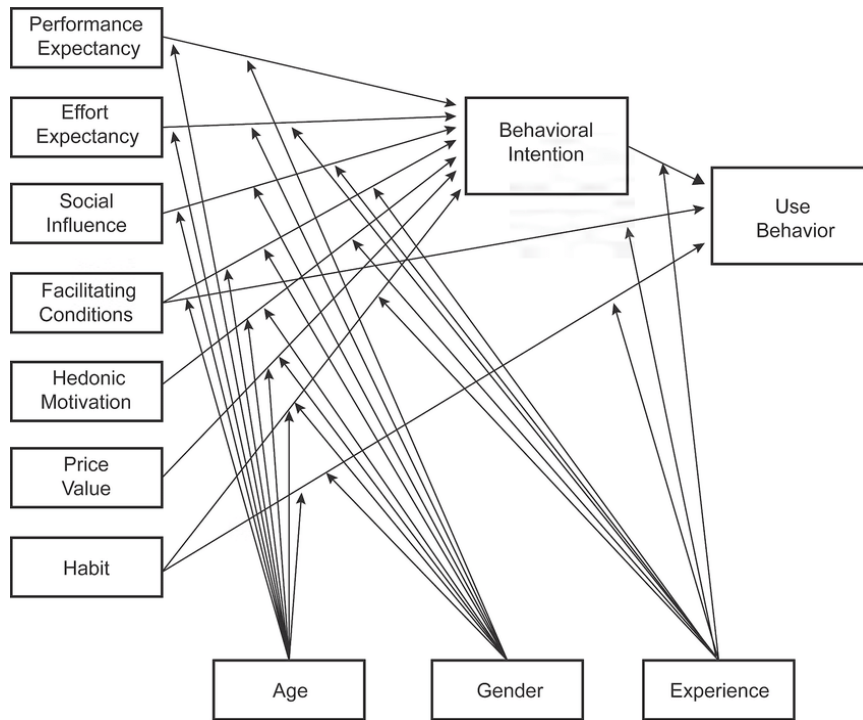 Performance
Expectancy
Effort
Expectancy
Social
Influence
Facilitating
Conditions
Hedonic
Motivation
Price
Value
Habit
Behavioral
Intention
Use
Behavior
Age
Gender
Experience